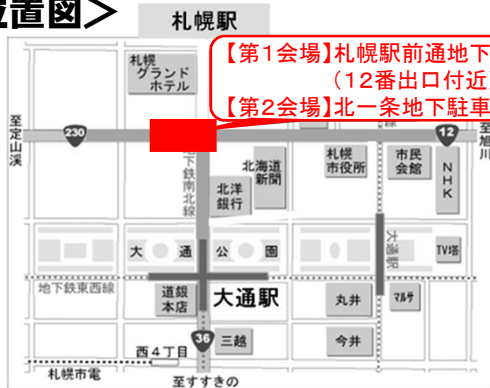 置図＞
札幌駅
【第1会場】札幌駅前通地下
（12番出口付近
【第2会場】北一条地下駐車
札幌
グランド
ホテル
至定山渓
230
12
至旭川
地下鉄南北線
北海道
新聞
北洋
銀行
札幌
市役所
市民
会館
NHK
大通公園
大通駅
TV塔
地下鉄東西線
道銀
本店
大通駅
丸井
マルサ
36
三越
今井
西4丁目
札幌市電
至すすきの